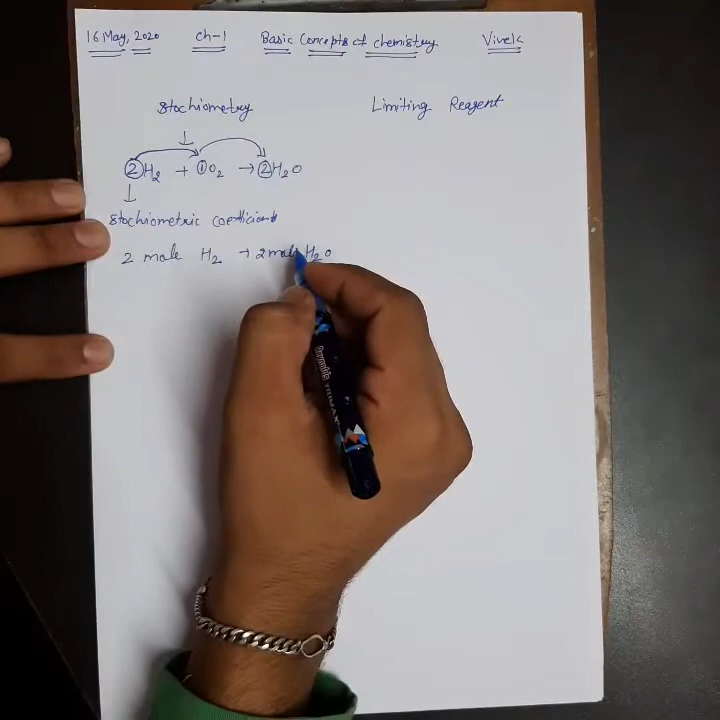 16 May, 2020 Ch-1 Basic Concepts of chemistry Vivek
Stochiometry Limiting Reagent
2H₂ + 1O₂ → 2H₂O
Stochiometric coefficient
2 mole H₂ → 2 mole H₂O